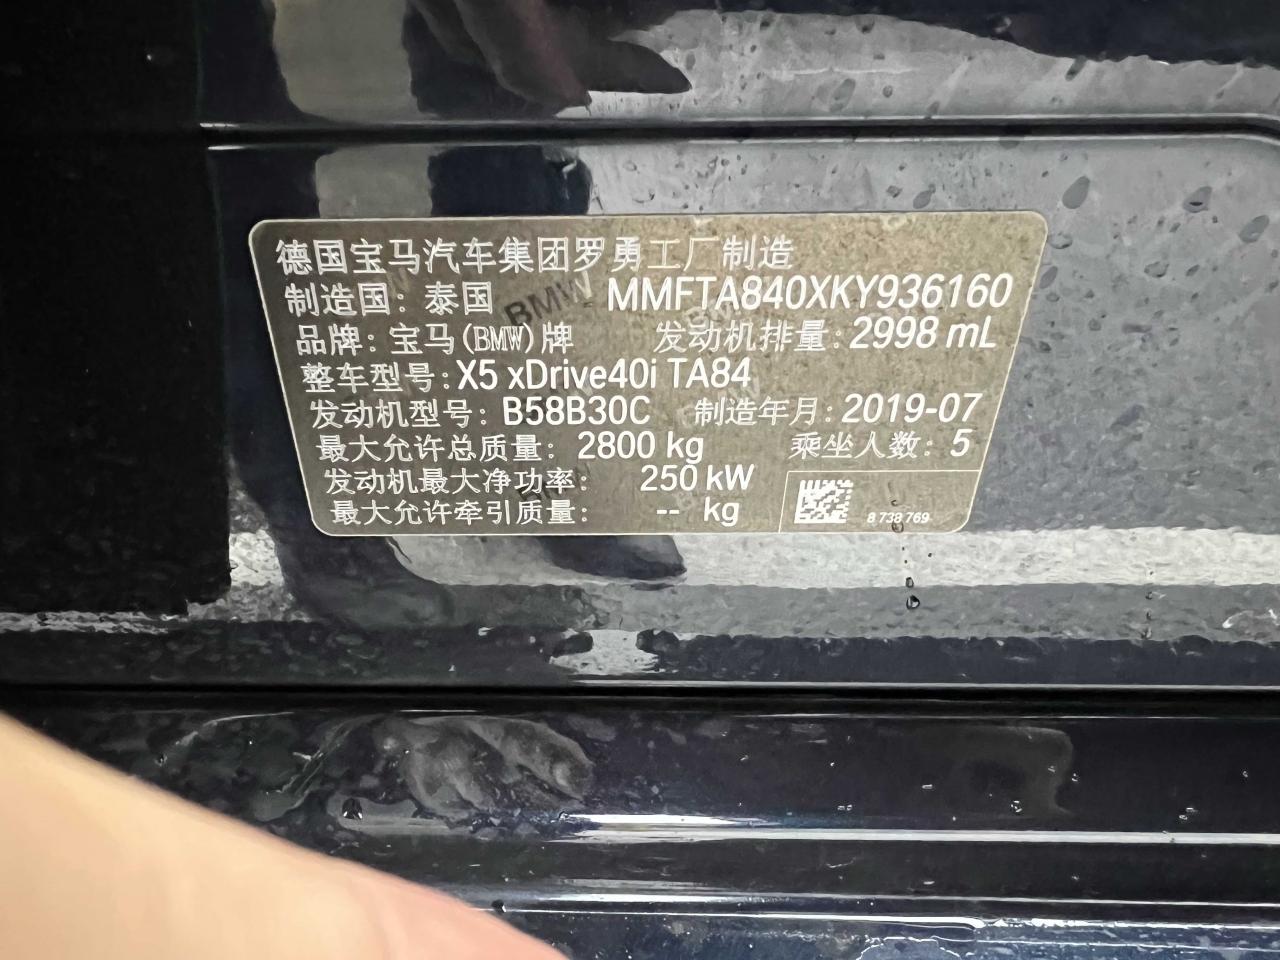 德国宝马汽车集团罗勇工厂制造
制造国：泰国 MMFTA840XKY936160
品牌：宝马(BMW)牌 发动机排量：2998 mL
整车型号：X5 xDrive40i TA84
发动机型号：B58B30C 制造年月：2019-07
最大允许总质量：2800 kg 乘坐人数：5
发动机最大净功率：250 kW
最大允许牵引质量：-- kg
8 738 769